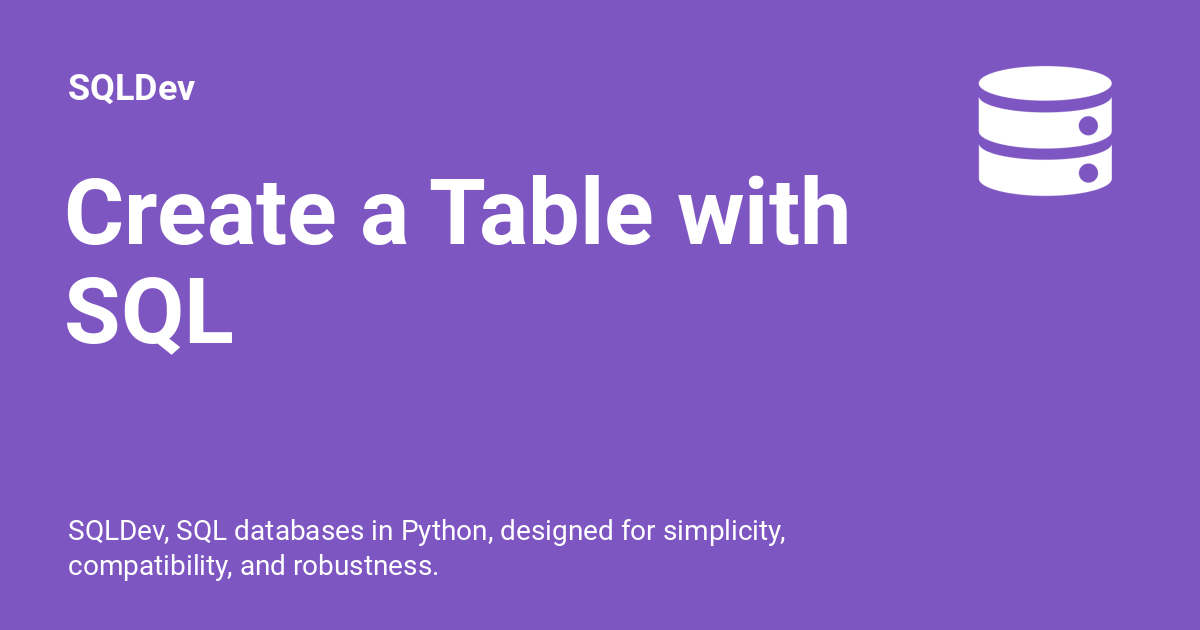 SQLDev
Create a Table with
SQL
SQLDev, SQL databases in Python, designed for simplicity,
compatibility, and robustness.